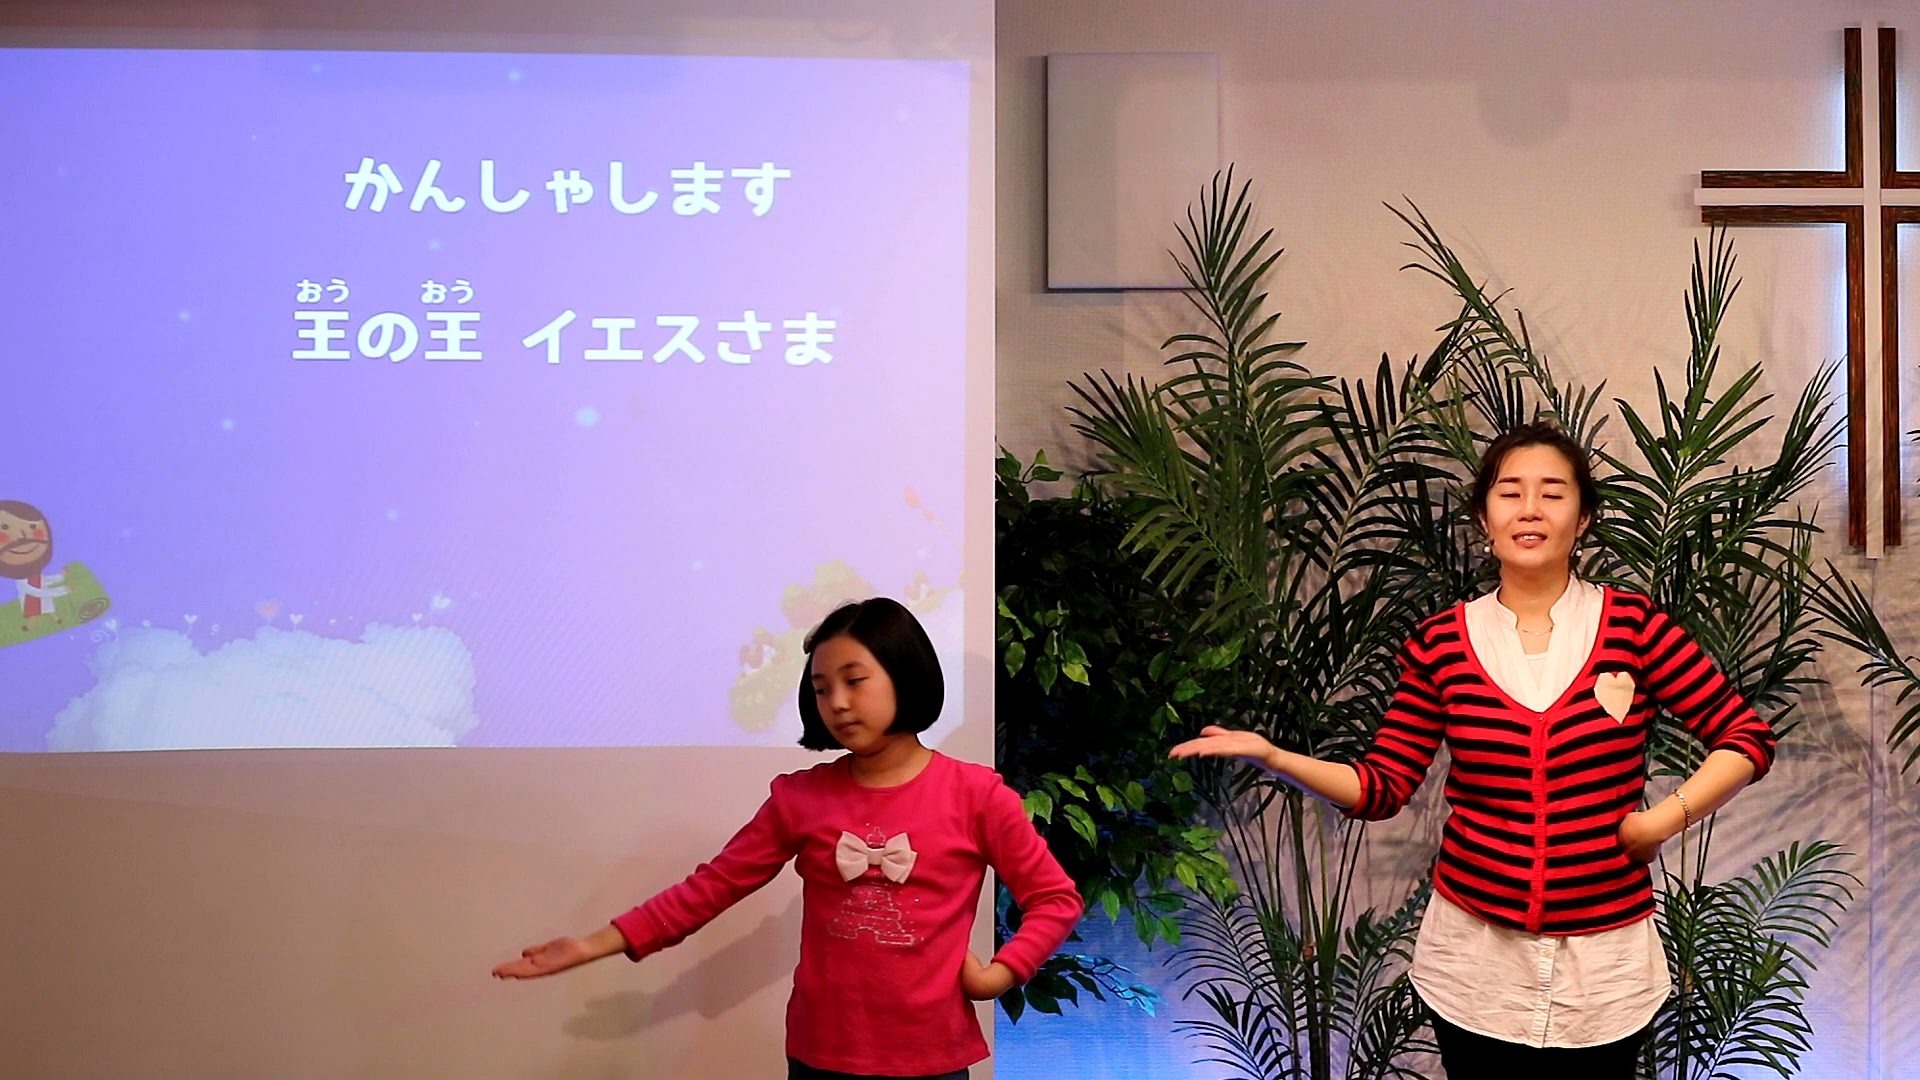 かんしゃします
おう おう
王の王 イエスさま